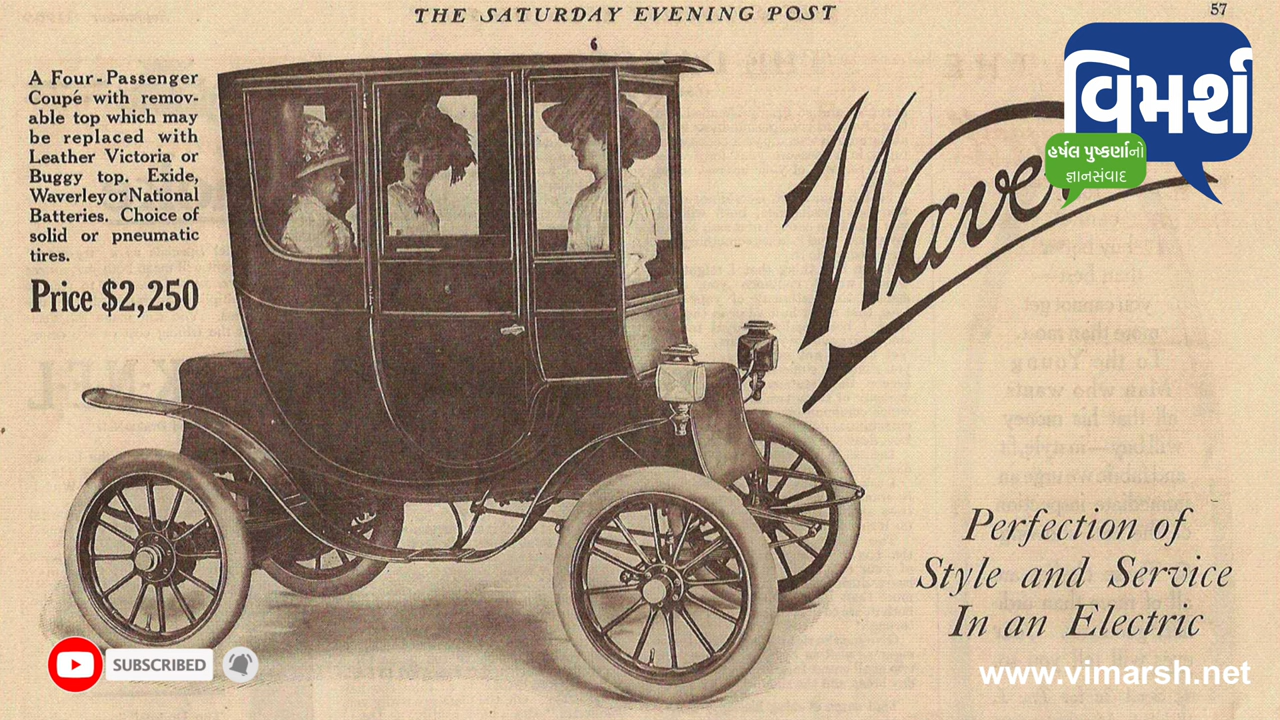 THE SATURDAY EVENING POST
57
A Four-Passenger
Coupé with remov-
able top which may
be replaced with
Leather Victoria or
Buggy top. Exide,
Waverley or National
Batteries. Choice of
solid or pneumatic
tires.
Price $2,250
વિમર્શ
હર્ષલ પુષ્કર્ણાનો
જ્ઞાનસંવાદ
Wave
Perfection of
Style and Service
In an Electric
SUBSCRIBED
www.vimarsh.net